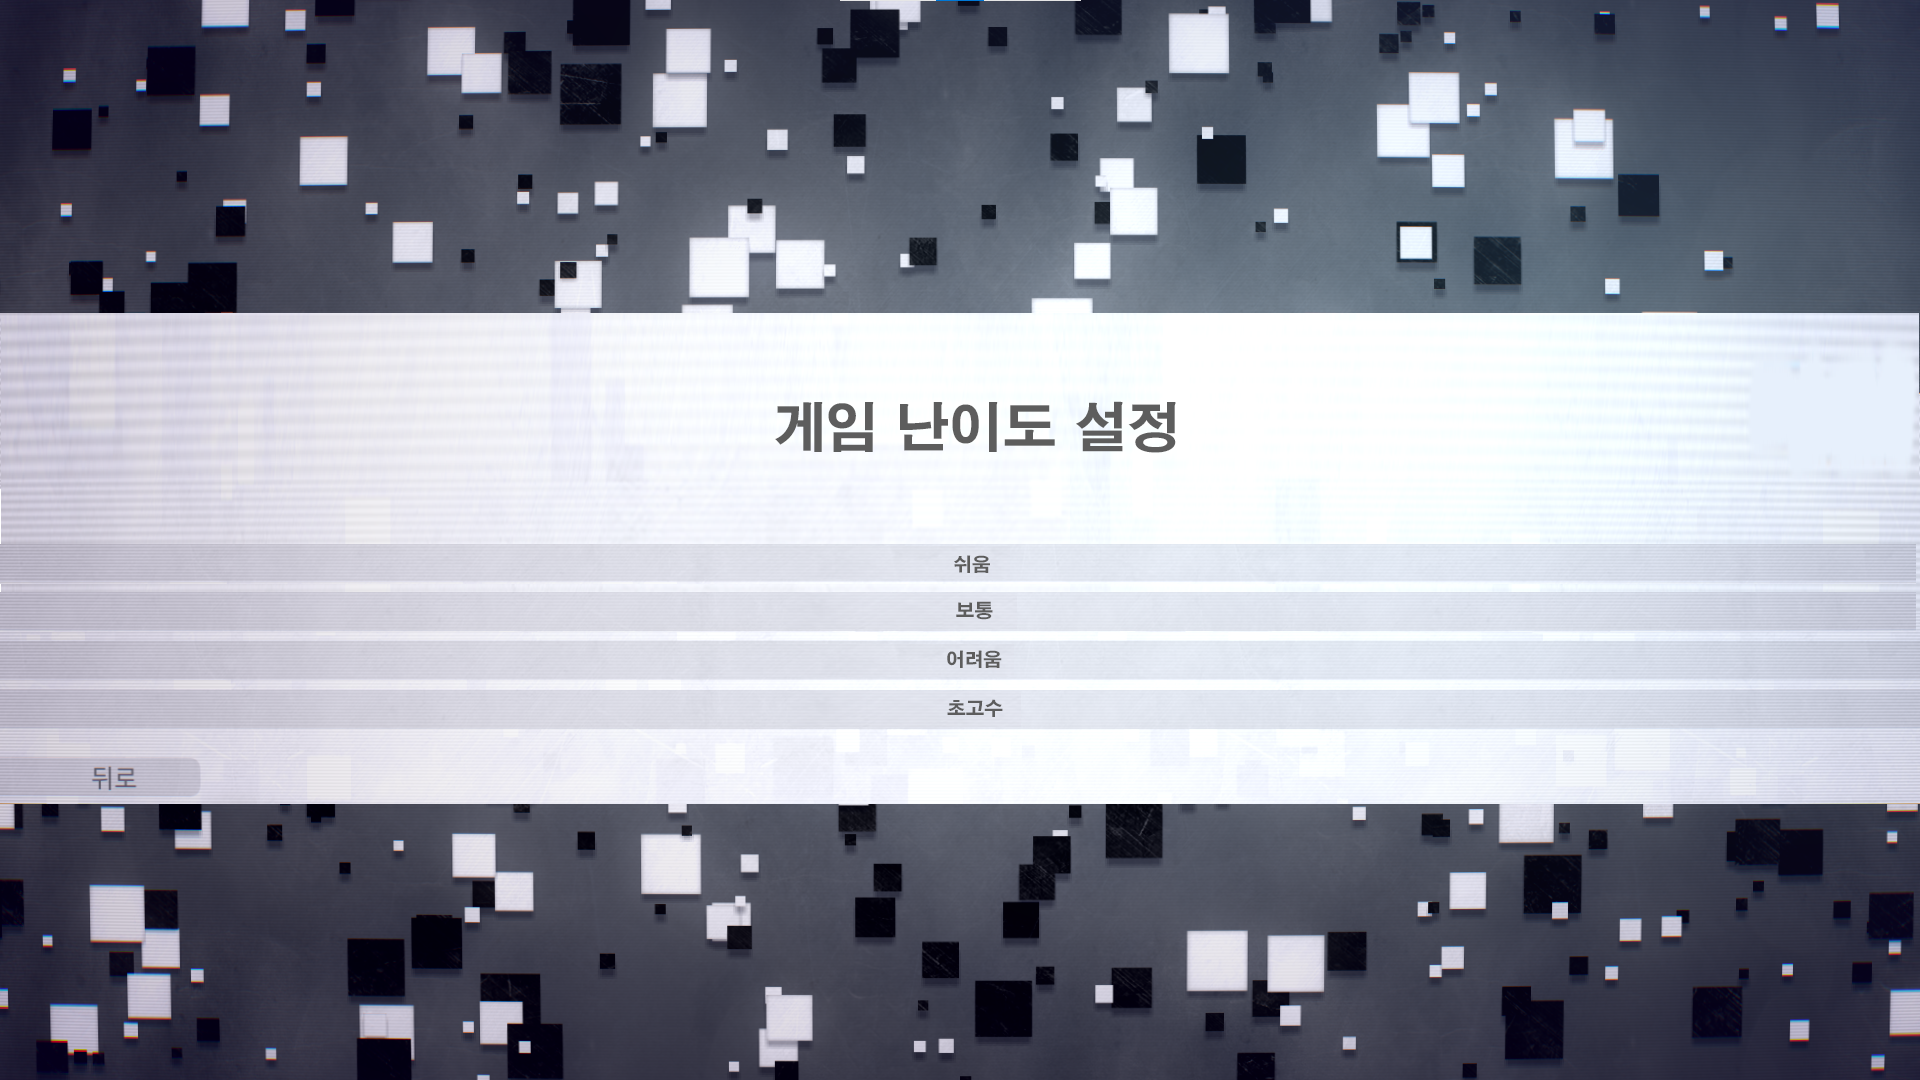 게임 난이도 설정
쉬움
보통
어려움
초고수
뒤로